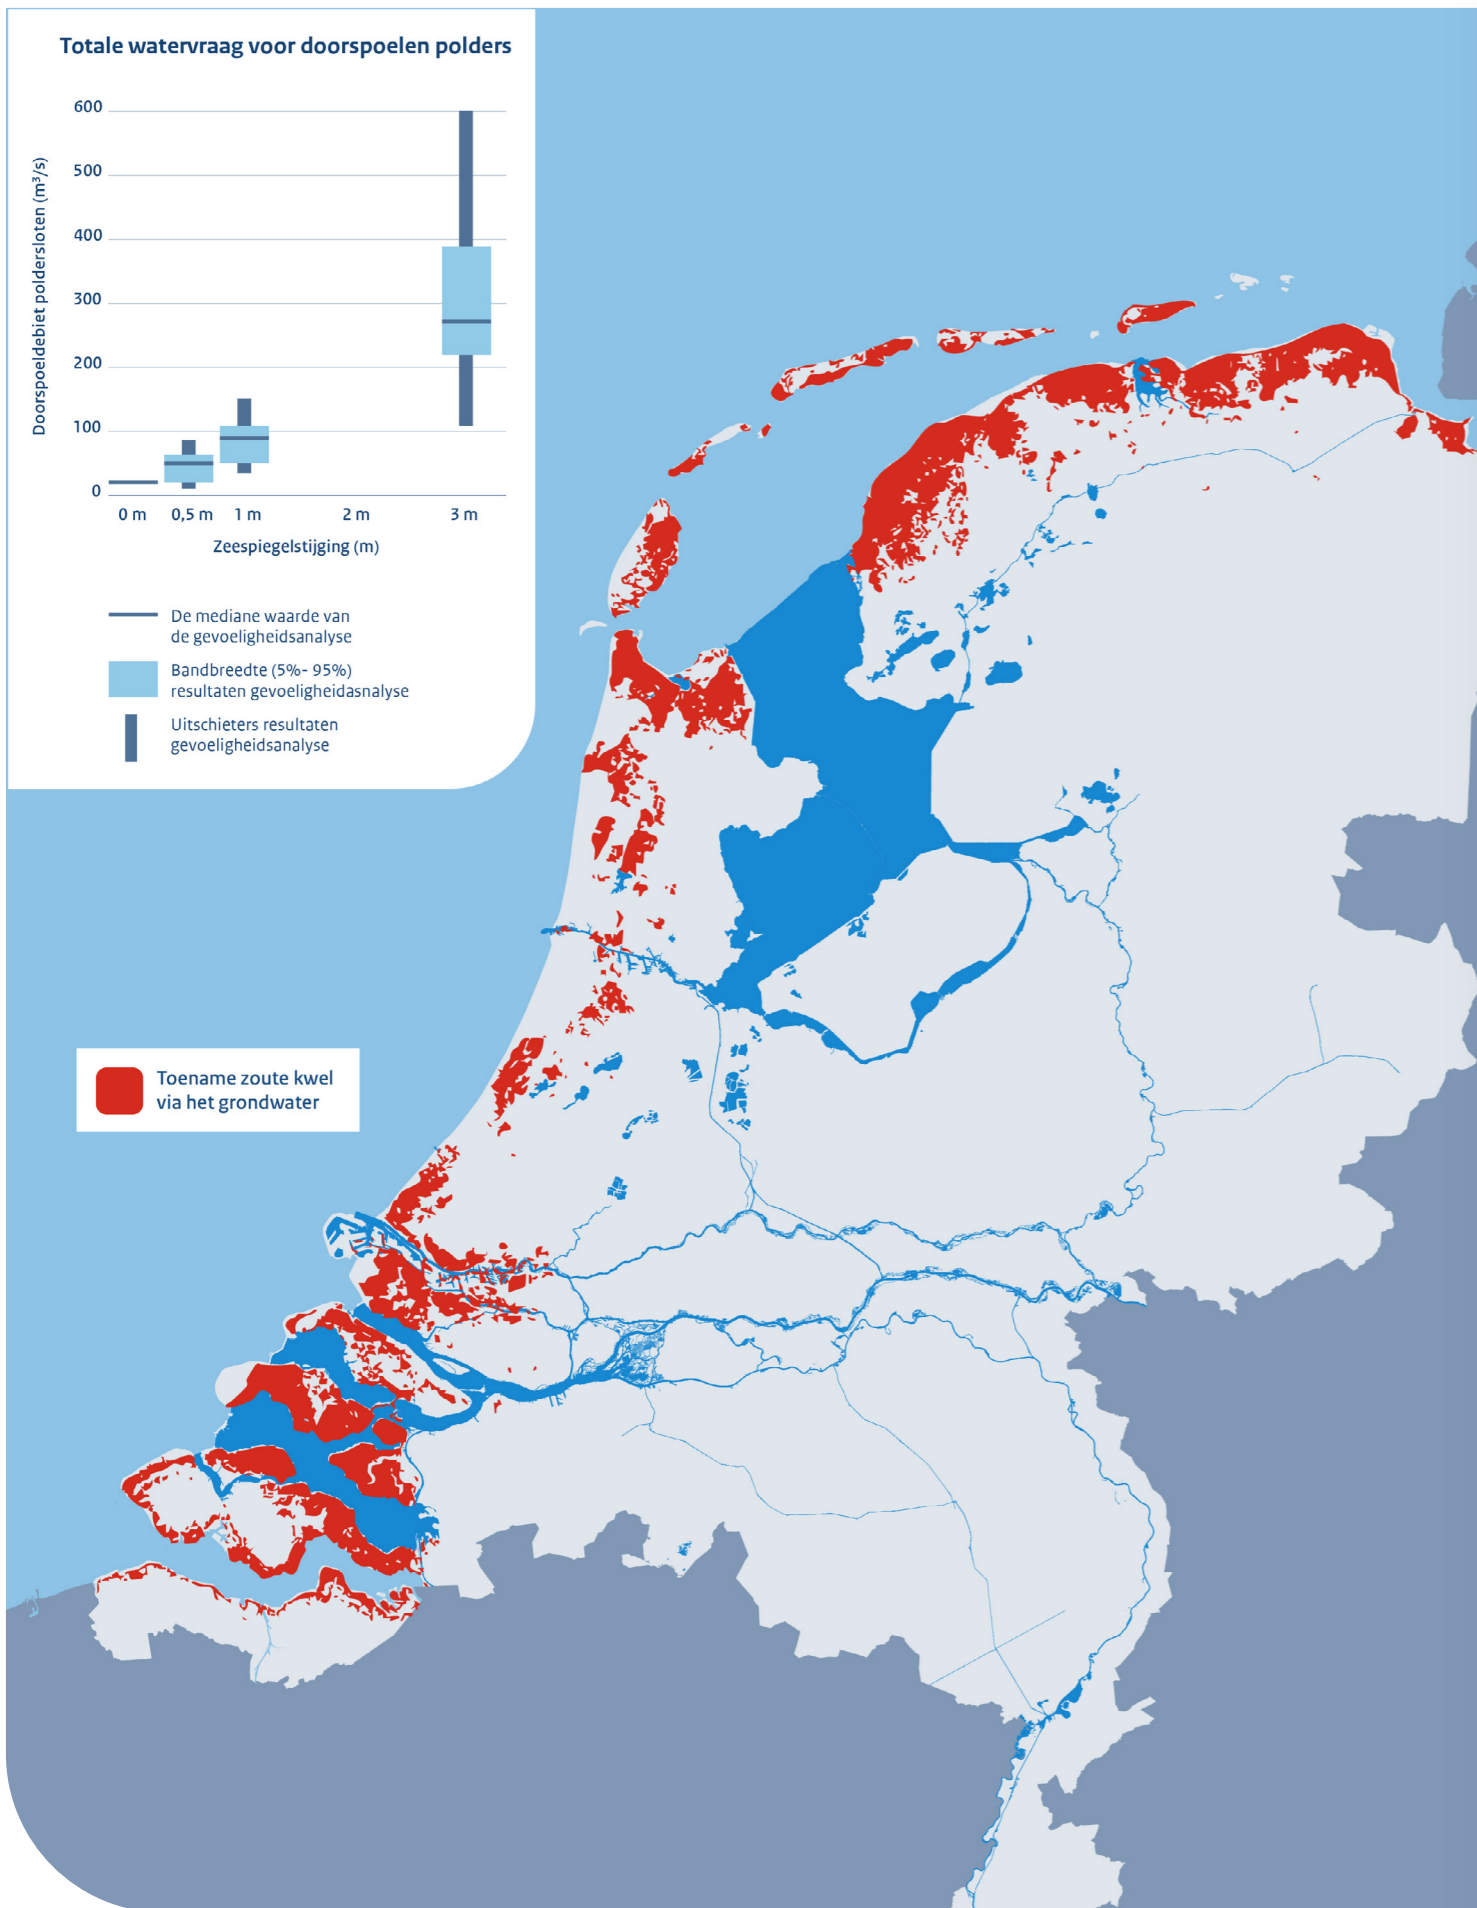 Totale watervraag voor doorspoelen polders
Doorspoeldebiet poldersloten (m³/s)
600
500
400
300
200
100
0
0 m
0,5 m
1 m
2 m
3 m
Zeespiegelstijging (m)
De mediane waarde van
de gevoeligheidsanalyse
Bandbreedte (5%- 95%)
resultaten gevoeligheidasnalyse
Uitschieters resultaten
gevoeligheidsanalyse
Toename zoute kwel
via het grondwater